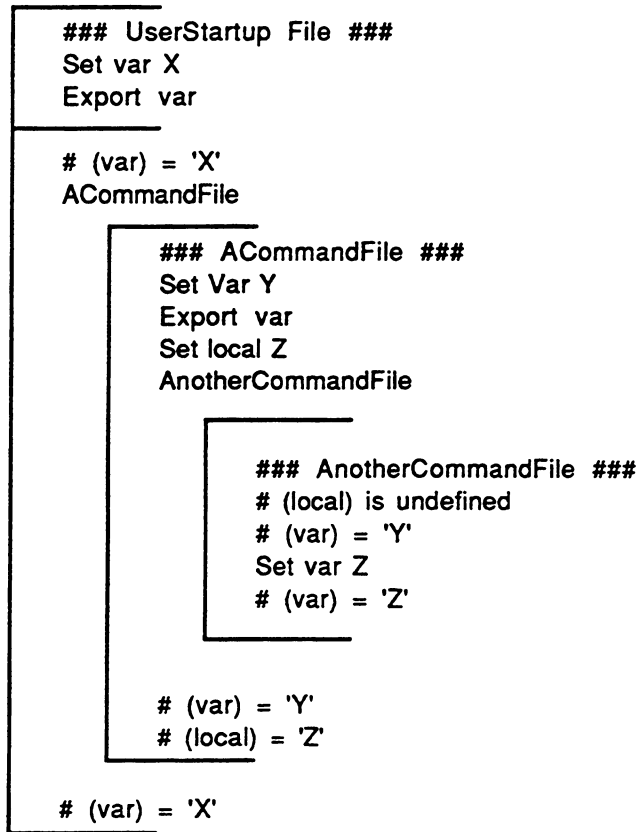 ### UserStartup File ###
Set var X
Export var
# (var) = 'X'
ACommandFile
### ACommandFile ###
Set Var Y
Export var
Set local Z
AnotherCommandFile
### AnotherCommandFile ###
# (local) is undefined
# (var) = 'Y'
Set var Z
# (var) = 'Z'
# (var) = 'Y'
# (local) = 'Z'
# (var) = 'X'